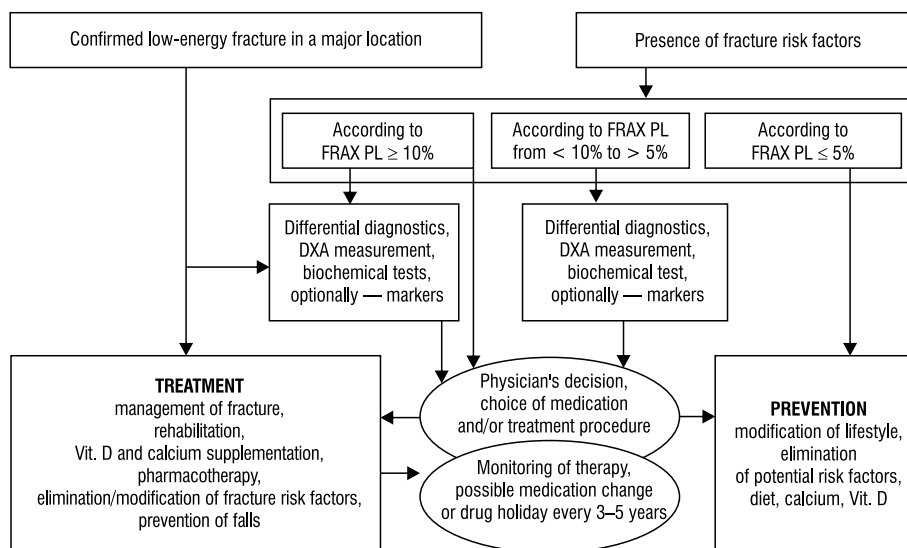 Confirmed low-energy fracture in a major location
Presence of fracture risk factors
According to
FRAX PL ≥ 10%
According to FRAX PL
from < 10% to > 5%
According to
FRAX PL ≤ 5%
Differential diagnostics,
DXA measurement,
biochemical tests,
optionally — markers
Differential diagnostics,
DXA measurement,
biochemical test,
optionally — markers
TREATMENT
management of fracture,
rehabilitation,
Vit. D and calcium supplementation,
pharmacotherapy,
elimination/modification of fracture risk factors,
prevention of falls
Physician's decision,
choice of medication
and/or treatment procedure
Monitoring of therapy,
possible medication change
or drug holiday every 3–5 years
PREVENTION
modification of lifestyle,
elimination
of potential risk factors,
diet, calcium, Vit. D